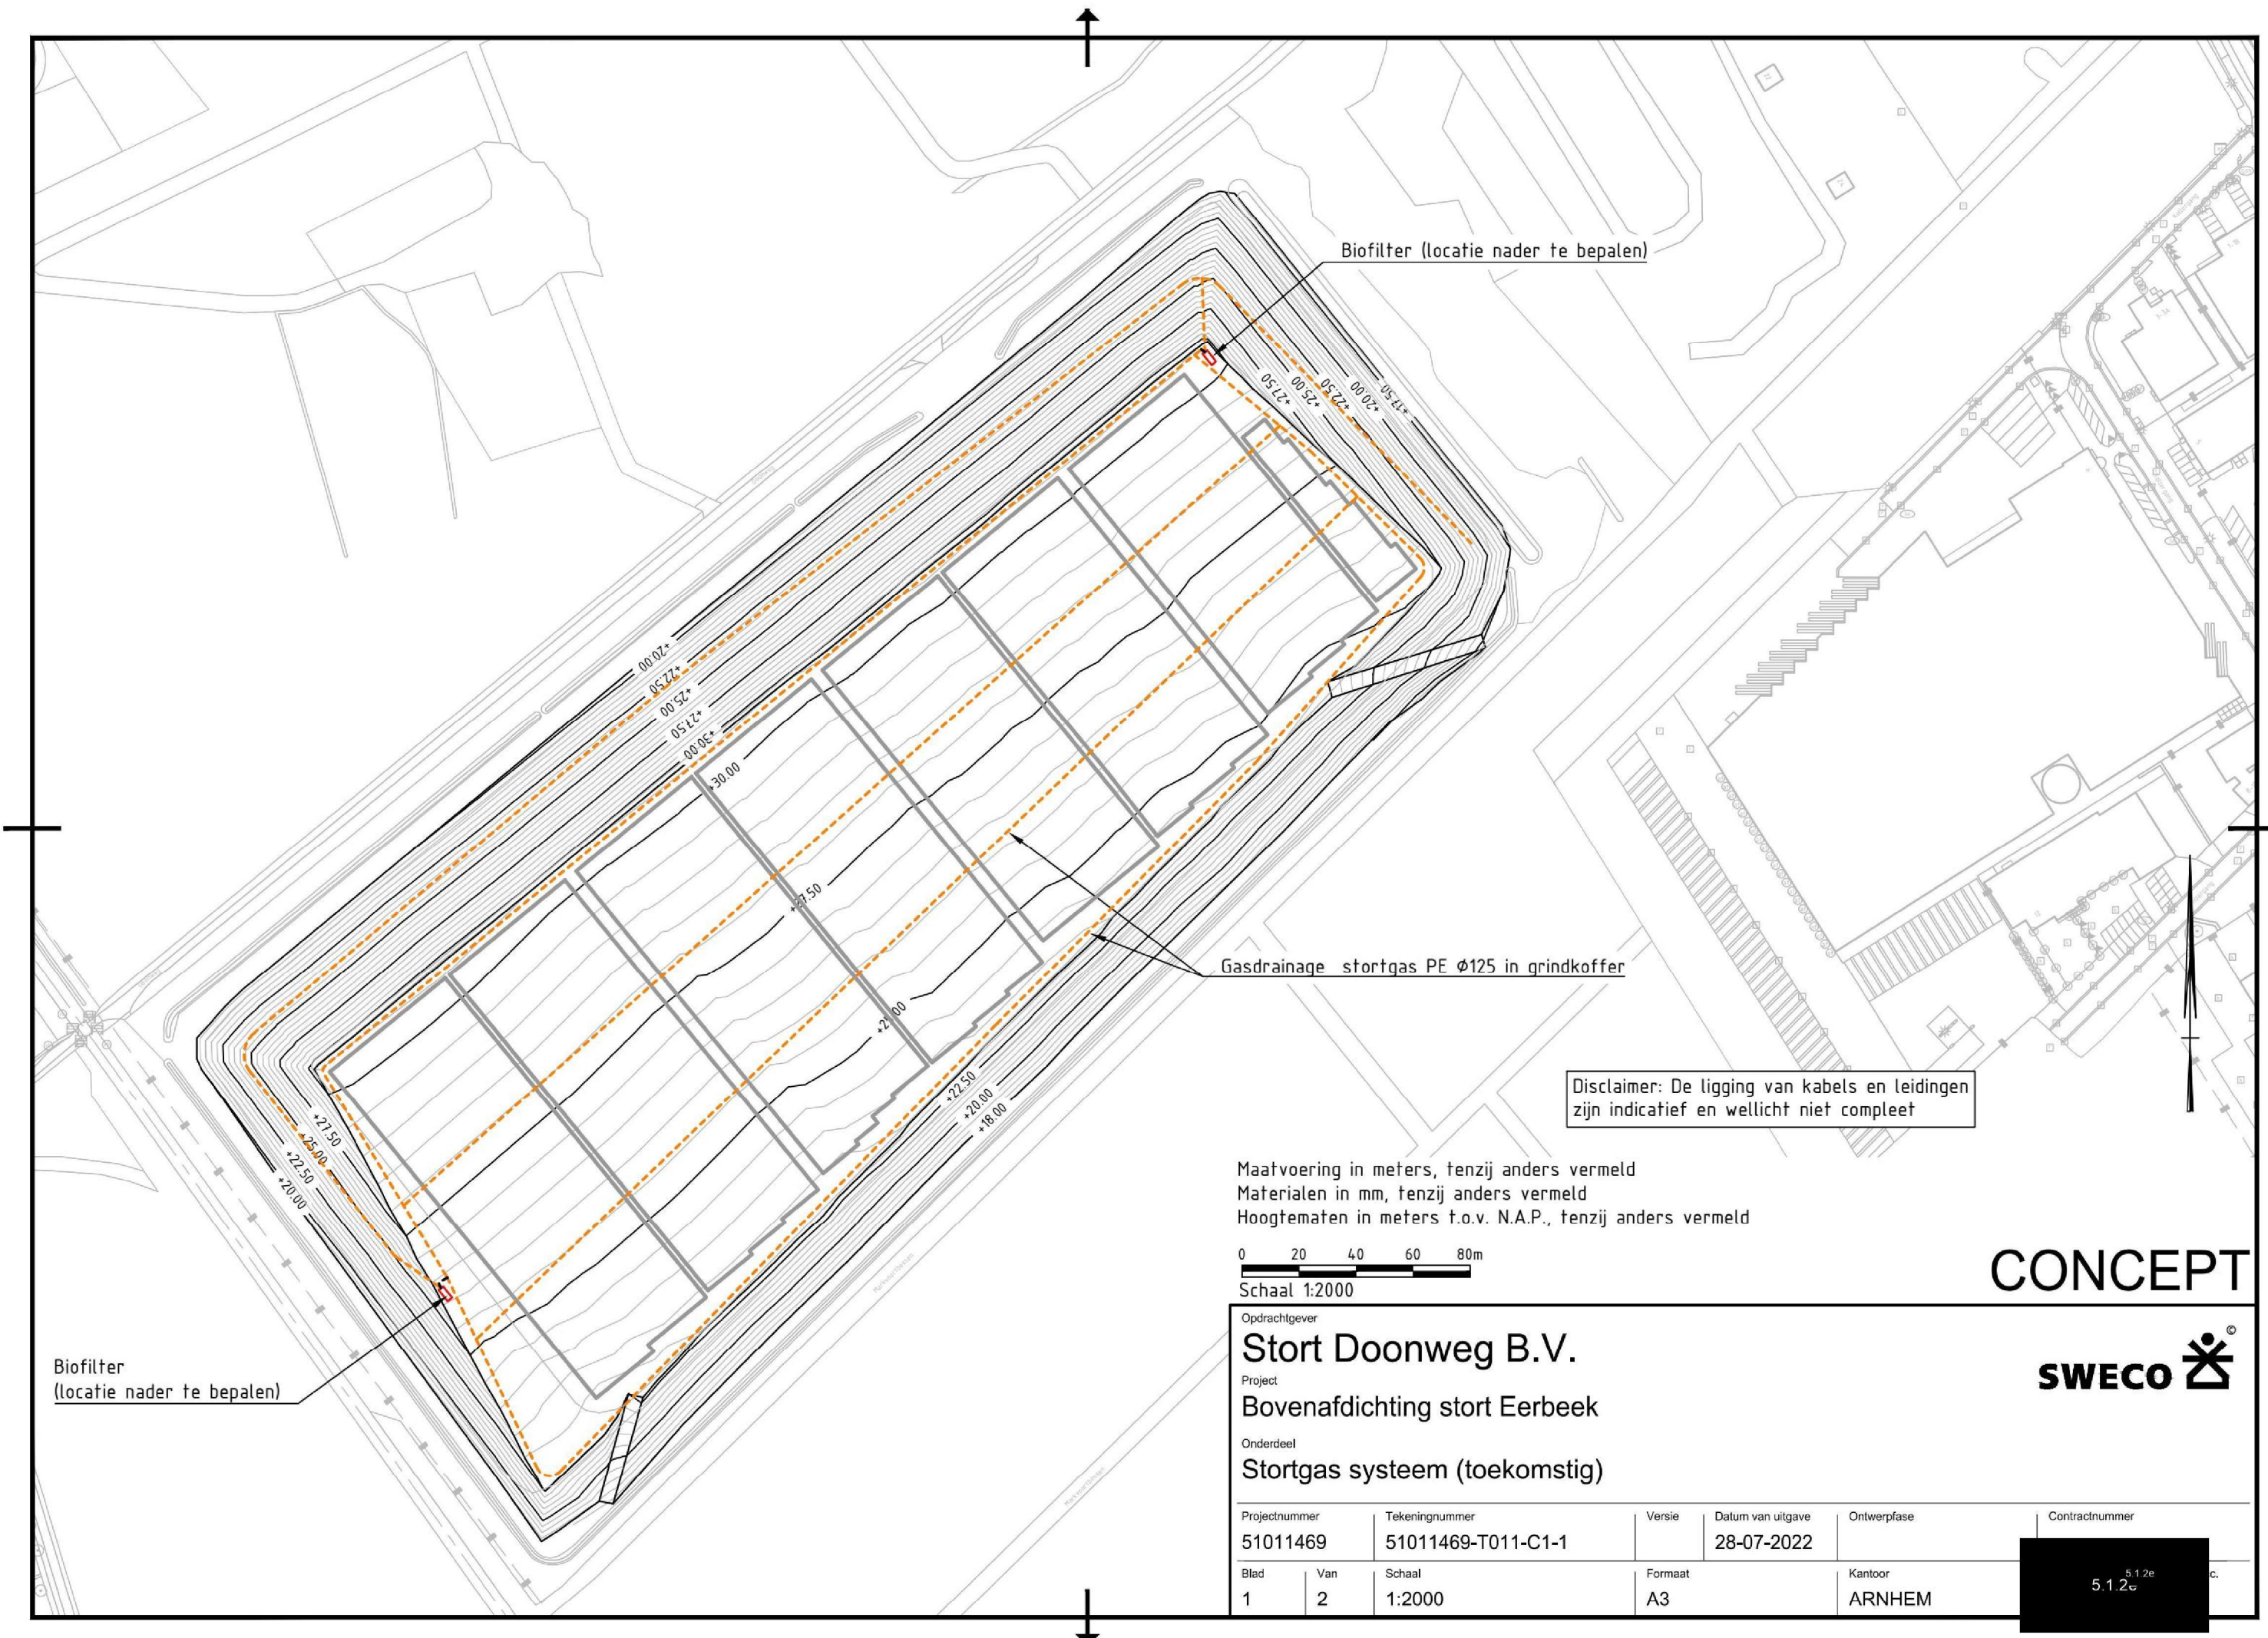 Biofilter (locatie nader te bepalen)
+27.50
+25.00
+22.50
+20.00
+17.50
+20.00
+22.50
+25.00
+27.50
+30.00
+30.00
+27.50
Gasdrainage stortgas PE Ø125 in grindkoffer
+22.50
+20.00
+18.00
+27.50
+25.00
+22.50
+20.00
Biofilter
(locatie nader te bepalen)
Disclaimer: De ligging van kabels en leidingen
zijn indicatief en wellicht niet compleet
Maatvoering in meters, tenzij anders vermeld
Materialen in mm, tenzij anders vermeld
Hoogtematen in meters t.o.v. N.A.P., tenzij anders vermeld
0 20 40 60 80m
Schaal 1:2000
CONCEPT
Opdrachtgever
Stort Doonweg B.V.
SWECO
©
Project
Bovenafdichting stort Eerbeek
Onderdeel
Stortgas systeem (toekomstig)
Projectnummer Tekeningnummer Versie Datum van uitgave Ontwerpfase Contractnummer
51011469 51011469-T011-C1-1 28-07-2022
Blad Van Schaal Formaat Kantoor c.
1 2 1:2000 A3 ARNHEM
5.1.2e
5.1.2e